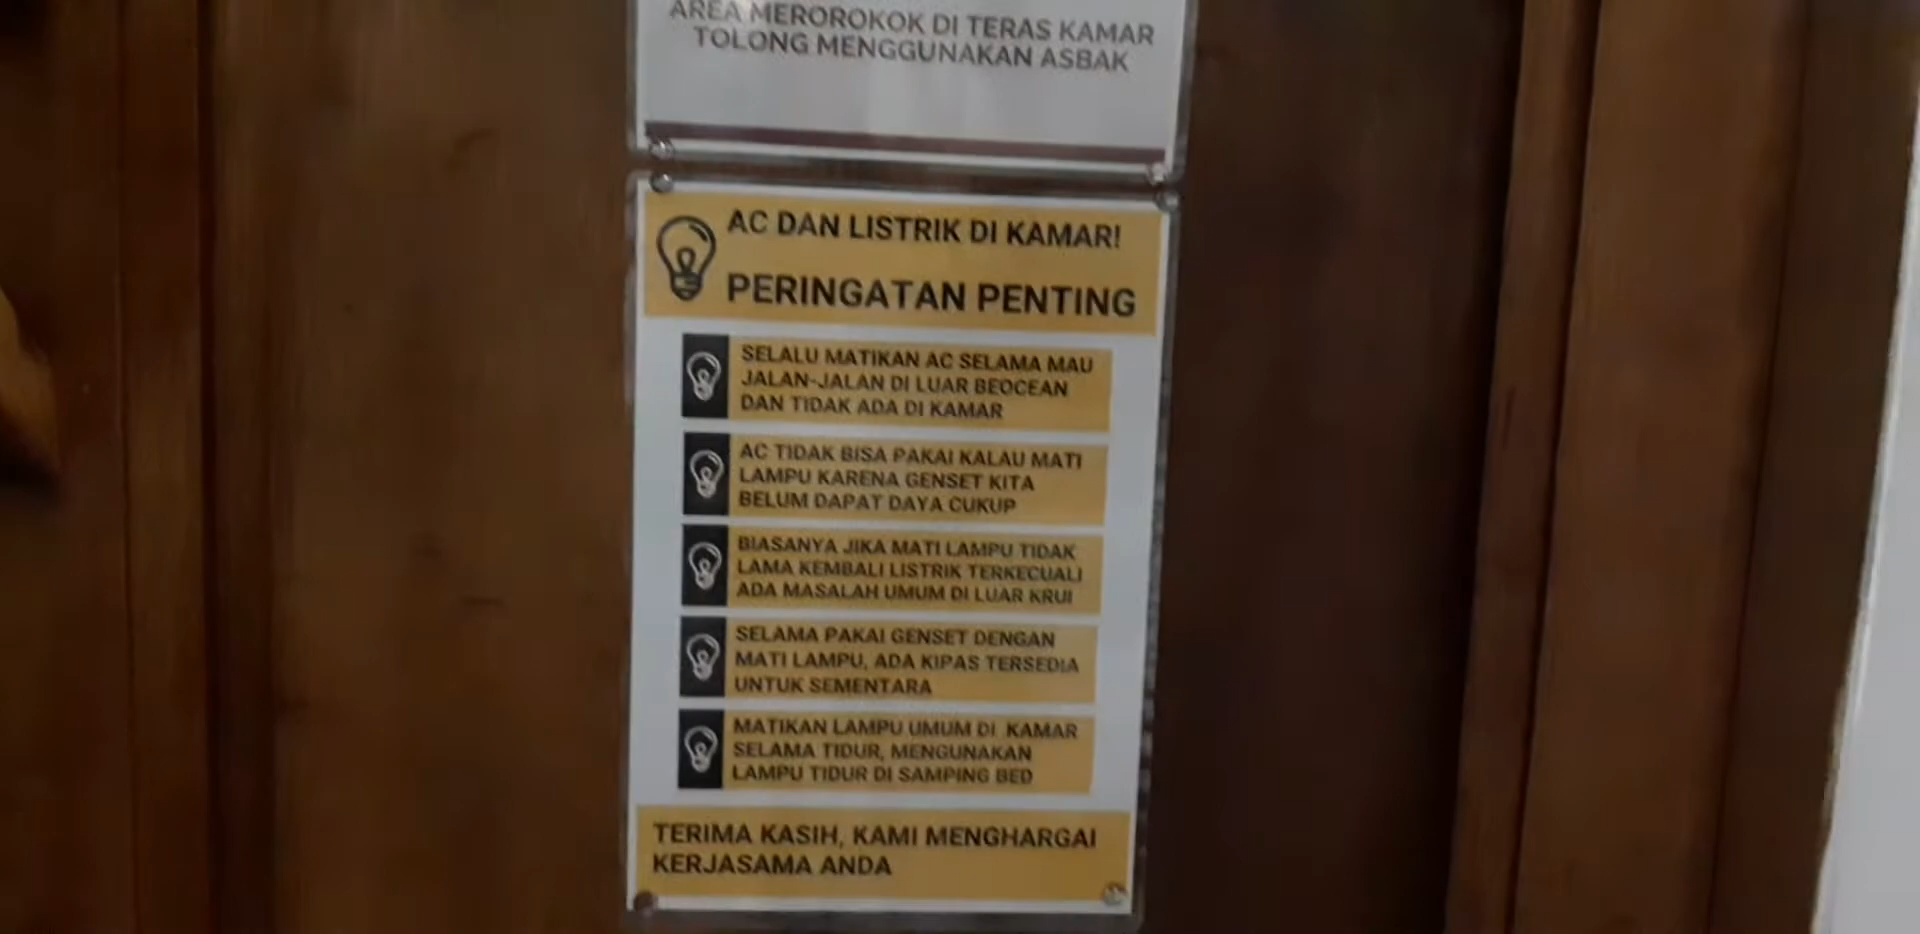 AREA MEROROKOK DI TERAS KAMAR
TOLONG MENGGUNAKAN ASBAK
AC DAN LISTRIK DI KAMAR!
PERINGATAN PENTING
SELALU MATIKAN AC SELAMA MAU
JALAN-JALAN DI LUAR BEOCEAN
DAN TIDAK ADA DI KAMAR
AC TIDAK BISA PAKAI KALAU MATI
LAMPU KARENA GENSET KITA
BELUM DAPAT DAYA CUKUP
BIASANYA JIKA MATI LAMPU TIDAK
LAMA KEMBALI LISTRIK TERKECUALI
ADA MASALAH UMUM DI LUAR KRUI
SELAMA PAKAI GENSET DENGAN
MATI LAMPU, ADA KIPAS TERSEDIA
UNTUK SEMENTARA
MATIKAN LAMPU UMUM DI KAMAR
SELAMA TIDUR, MENGUNAKAN
LAMPU TIDUR DI SAMPING BED
TERIMA KASIH, KAMI MENGHARGAI
KERJASAMA ANDA